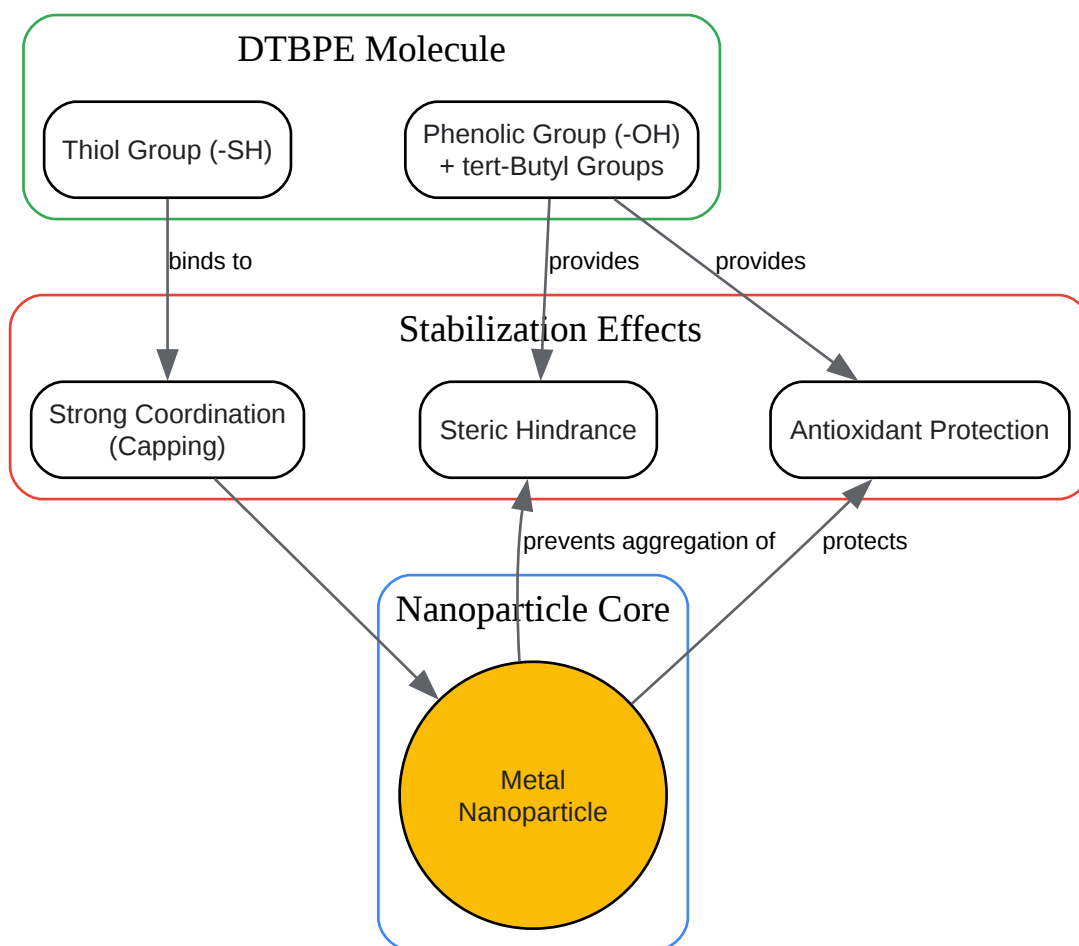 DTBPE Molecule
Thiol Group (-SH)
Phenolic Group (-OH)
+ tert-Butyl Groups
binds to
provides
provides
Stabilization Effects
Strong Coordination
(Capping)
Steric Hindrance
Antioxidant Protection
prevents aggregation of
protects
Nanoparticle Core
Metal
Nanoparticle